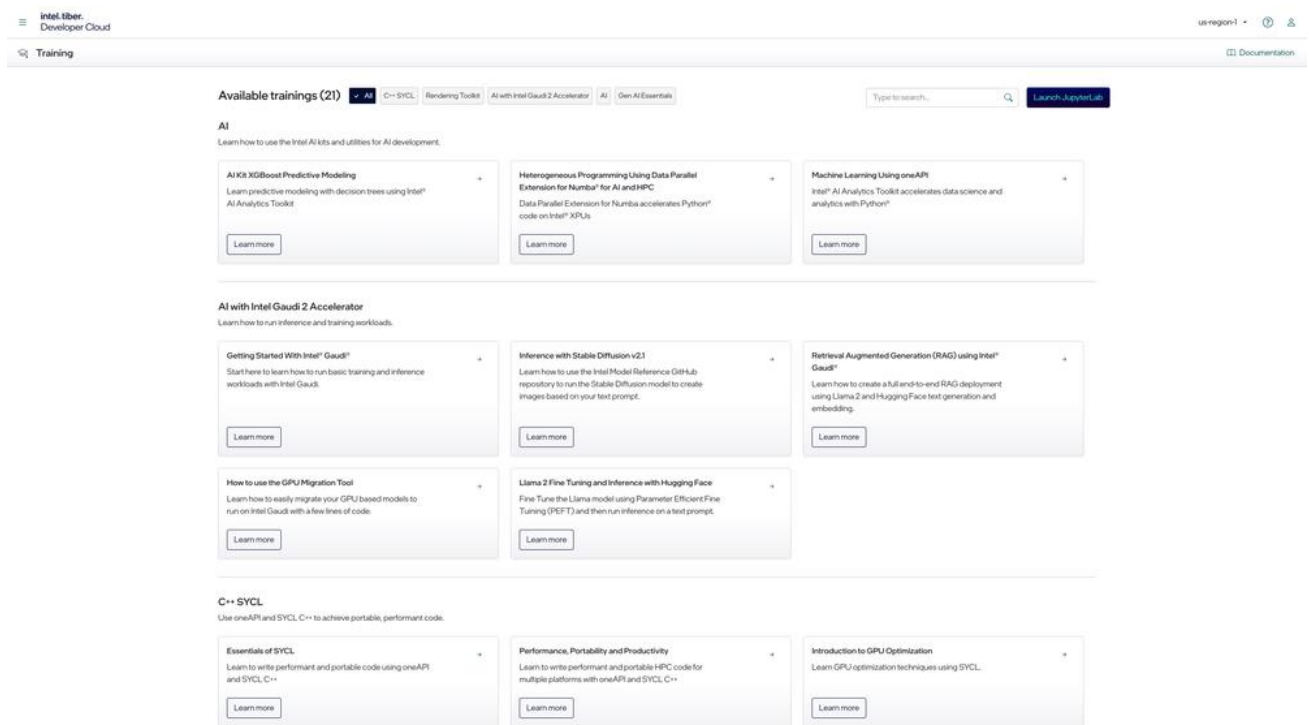 intel. tiber.
Developer Cloud
us-region-1
Training
Documentation
Available trainings (21)
All
C++ SYCL
Rendering Toolkit
AI with Intel Gaudi 2 Accelerator
AI
Gen AI Essentials
Type to search...
Launch JupyterLab
AI
Learn how to use the Intel AI kits and utilities for AI development.
AI Kit XGBoost Predictive Modeling
Learn predictive modeling with decision trees using Intel®
AI Analytics Toolkit
Learn more
Heterogeneous Programming Using Data Parallel
Extension for Numba® for AI and HPC
Data Parallel Extension for Numba accelerates Python®
code on Intel® XPUs
Learn more
Machine Learning Using oneAPI
Intel® AI Analytics Toolkit accelerates data science and
analytics with Python®
Learn more
AI with Intel Gaudi 2 Accelerator
Learn how to run inference and training workloads.
Getting Started With Intel® Gaudi®
Start here to learn how to run basic training and inference
workloads with Intel Gaudi.
Learn more
Inference with Stable Diffusion v2.1
Learn how to use the Intel Model Reference GitHub
repository to run the Stable Diffusion model to create
images based on your text prompt.
Learn more
Retrieval Augmented Generation (RAG) using Intel®
Gaudi®
Learn how to create a full end-to-end RAG deployment
using Llama 2 and Hugging Face text generation and
embedding.
Learn more
How to use the GPU Migration Tool
Learn how to easily migrate your GPU based models to
run on Intel Gaudi with a few lines of code.
Learn more
Llama 2 Fine Tuning and Inference with Hugging Face
Fine Tune the Llama model using Parameter Efficient Fine
Tuining (PEFT) and then run inference on a text prompt.
Learn more
C++ SYCL
Use oneAPI and SYCL C++ to achieve portable, performant code.
Essentials of SYCL
Learn to write performant and portable code using oneAPI
and SYCL C++
Learn more
Performance, Portability and Productivity
Learn to write performant and portable HPC code for
multiple platforms with oneAPI and SYCL C++
Learn more
Introduction to GPU Optimization
Learn GPU optimization techniques using SYCL.
Learn more